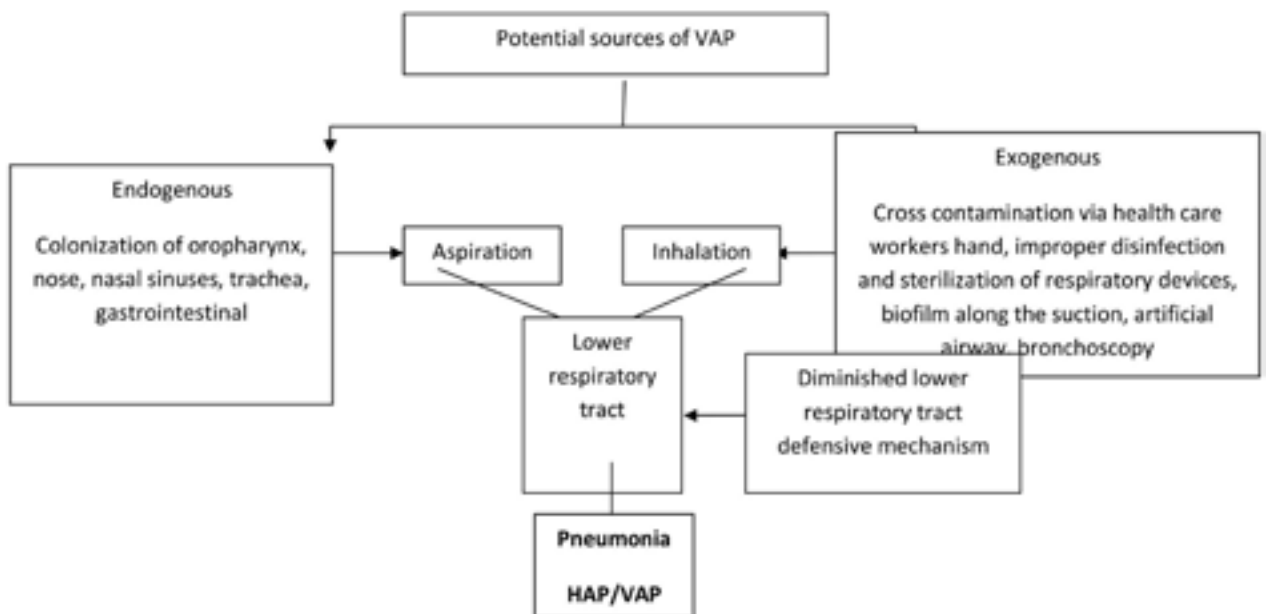 Potential sources of VAP
Endogenous
Colonization of oropharynx,
nose, nasal sinuses, trachea,
gastrointestinal
Aspiration
Inhalation
Exogenous
Cross contamination via health care
workers hand, improper disinfection
and sterilization of respiratory devices,
biofilm along the suction, artificial
airway, bronchoscopy
Lower
respiratory
tract
Diminished lower
respiratory tract
defensive mechanism
Pneumonia
HAP/VAP